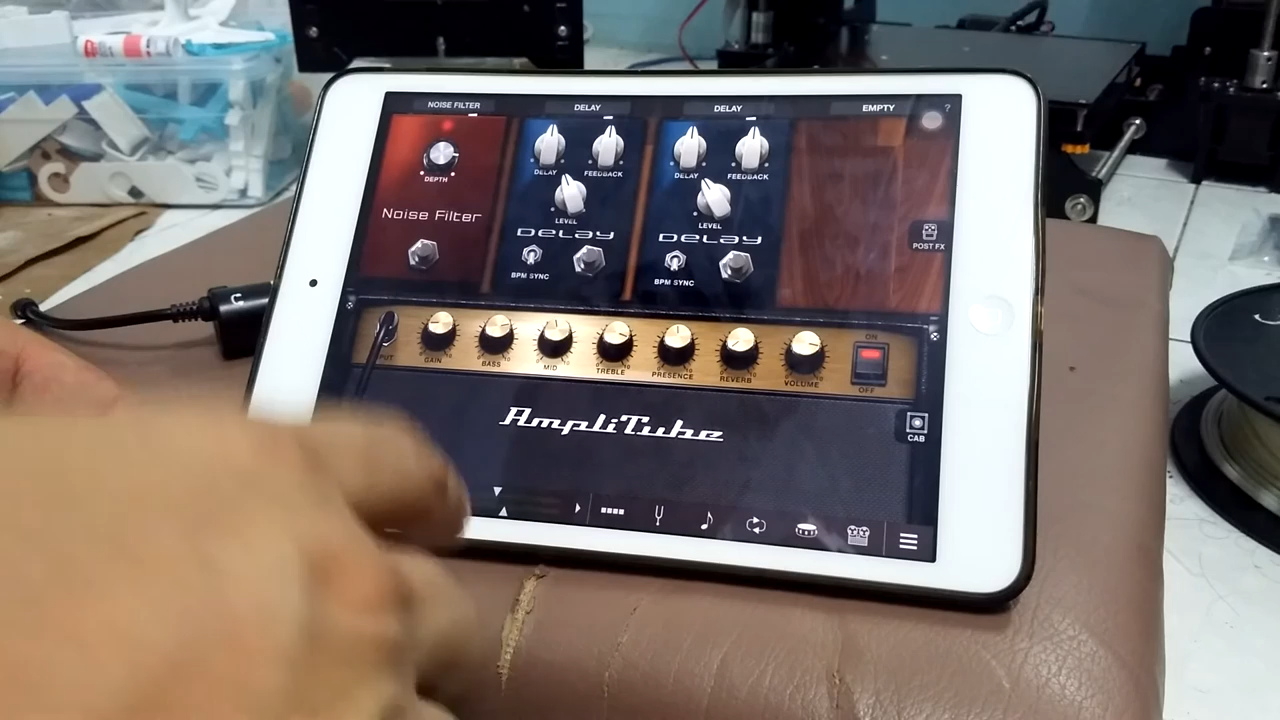 NOISE FILTER
DELAY
DELAY
EMPTY
?
DEPTH
Noise Filter
DELAY
FEEDBACK
LEVEL
DELAY
BPM SYNC
DELAY
FEEDBACK
LEVEL
DELAY
BPM SYNC
POST FX
GAIN
BASS
MID
TREBLE
PRESENCE
REVERB
VOLUME
ON
OFF
AmpliTube
CAB